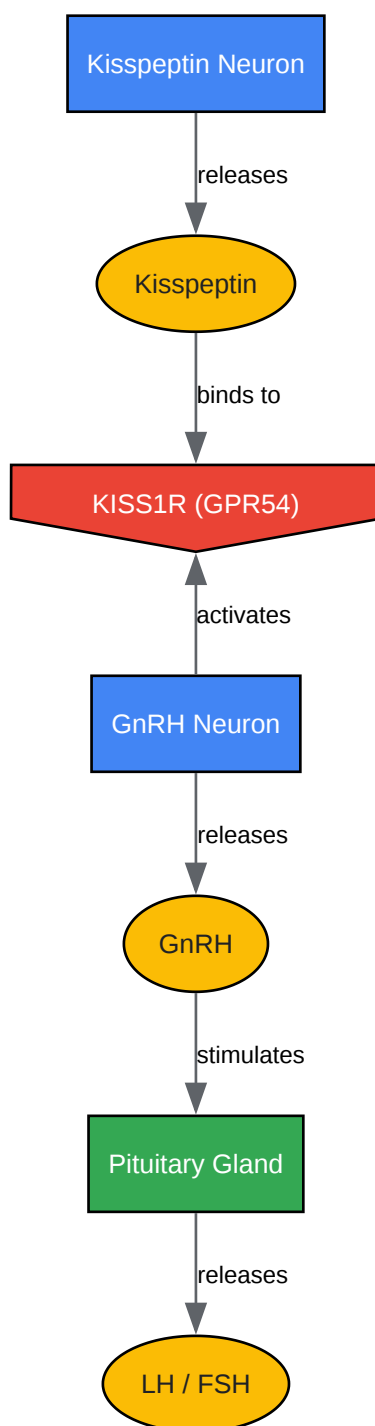 Kisspeptin Neuron
releases
Kisspeptin
binds to
KISS1R (GPR54)
activates
GnRH Neuron
releases
GnRH
stimulates
Pituitary Gland
releases
LH / FSH